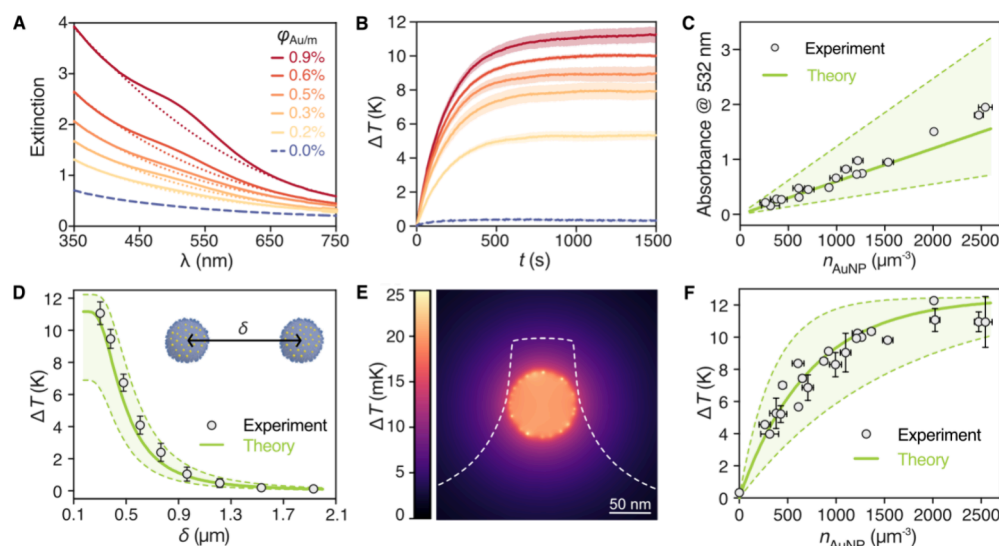 A
Extinction
4
3
2
1
0
350
450
550
650
750
λ (nm)
φAu/m
0.9%
0.6%
0.5%
0.3%
0.2%
0.0%
B
ΔT (K)
12
10
8
6
4
2
0
0
500
1000
1500
t (s)
C
Absorbance @ 532 nm
3
2
1
0
0
500
1000
1500
2000
2500
nAuNP (μm-3)
Experiment
Theory
D
ΔT (K)
12
10
8
6
4
2
0
0.1
0.5
0.9
1.3
1.7
2.1
δ (μm)
δ
Experiment
Theory
E
ΔT (mK)
25
20
15
10
5
0
50 nm
F
ΔT (K)
12
10
8
6
4
2
0
0
500
1000
1500
2000
2500
nAuNP (μm-3)
Experiment
Theory